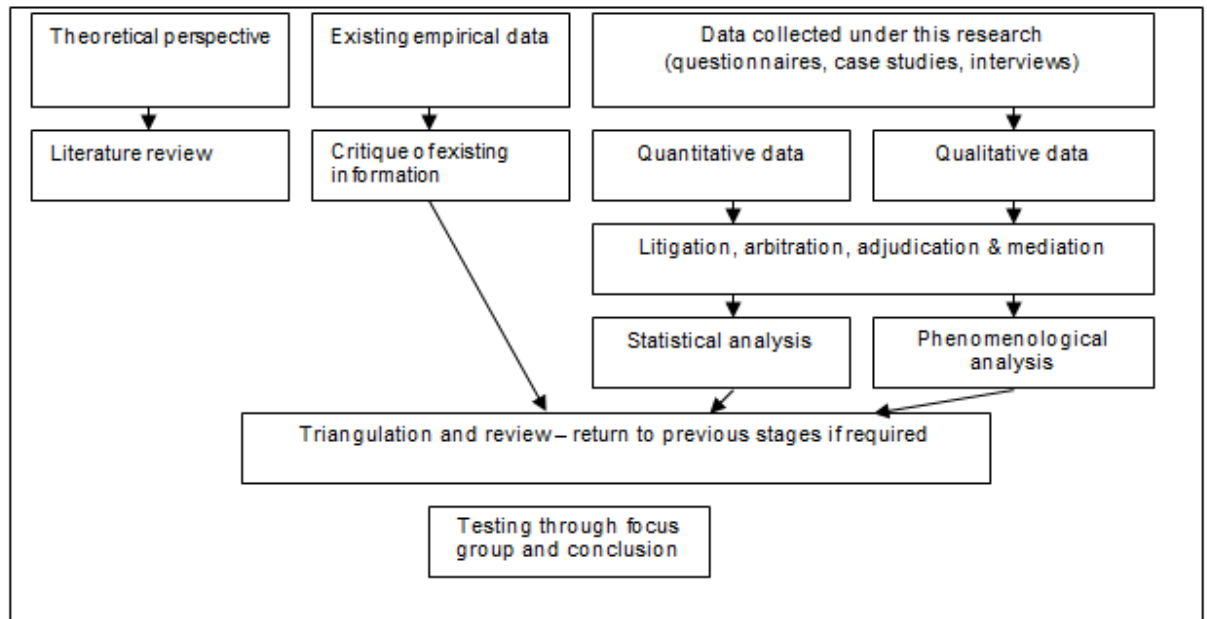 Theoretical perspective
Existing empirical data
Data collected under this research
(questionnaires, case studies, interviews)
Literature review
Critique of existing
information
Quantitative data
Qualitative data
Litigation, arbitration, adjudication & mediation
Statistical analysis
Phenomenological
analysis
Triangulation and review – return to previous stages if required
Testing through focus
group and conclusion